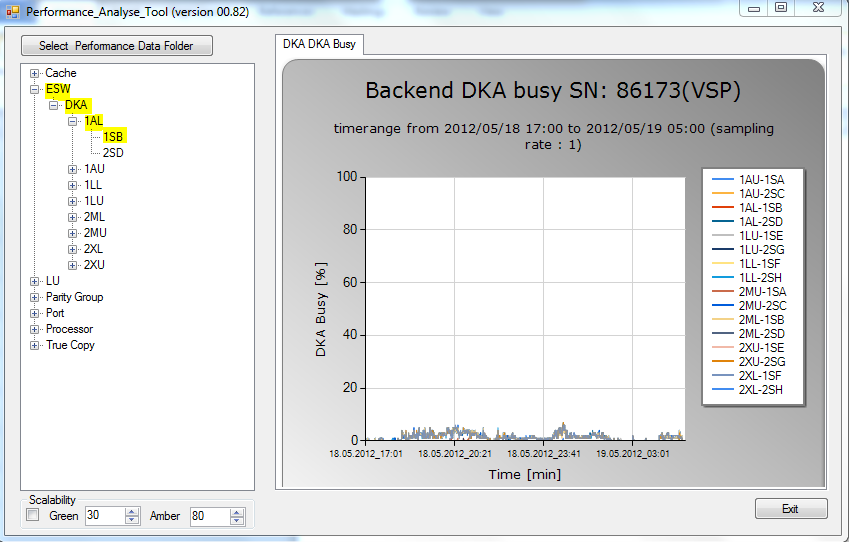 Performance_Analyse_Tool (version 00.82)
Select Performance Data Folder
Cache
ESW
DKA
1AL
1SB
2SD
1AU
1LL
1LU
2ML
2MU
2XL
2XU
LU
Parity Group
Port
Processor
True Copy
Scalability
Green 30 Amber 80
DKA DKA Busy
Backend DKA busy SN: 86173(VSP)
timerange from 2012/05/18 17:00 to 2012/05/19 05:00 (sampling
rate : 1)
DKA Busy [%]
100
80
60
40
20
0
18.05.2012_17:01 18.05.2012_20:21 18.05.2012_23:41 19.05.2012_03:01
Time [min]
1AU-1SA
1AU-2SC
1AL-1SB
1AL-2SD
1LU-1SE
1LU-2SG
1LL-1SF
1LL-2SH
2MU-1SA
2MU-2SC
2ML-1SB
2ML-2SD
2XU-1SE
2XU-2SG
2XL-1SF
2XL-2SH
Exit